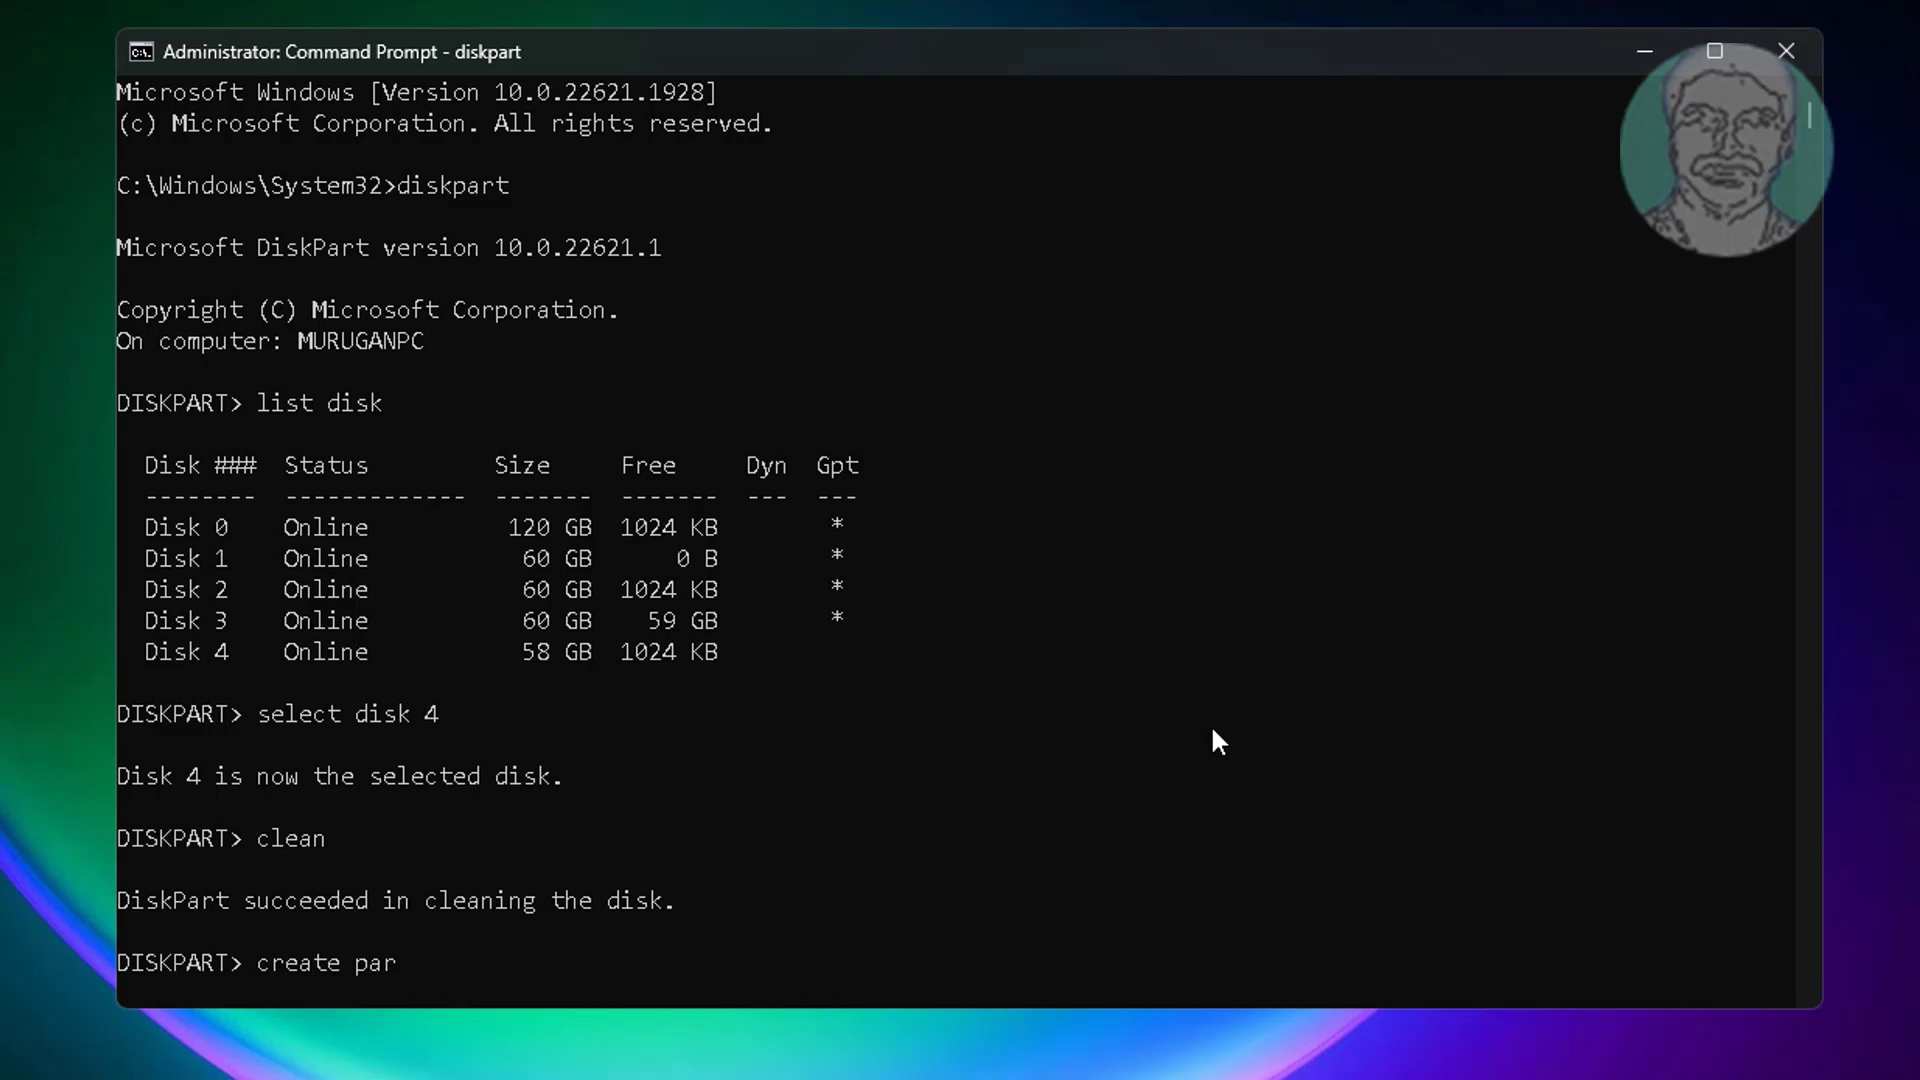 Administrator: Command Prompt - diskpart
Microsoft Windows [Version 10.0.22621.1928]
(c) Microsoft Corporation. All rights reserved.
C:\Windows\System32>diskpart
Microsoft DiskPart version 10.0.22621.1
Copyright (C) Microsoft Corporation.
On computer: MURUGANPC
DISKPART> list disk
Disk ###  Status         Size     Free     Dyn  Gpt
--------  -------------  -------  -------  ---  ---
Disk 0    Online          120 GB  1024 KB        *
Disk 1    Online           60 GB      0 B        *
Disk 2    Online           60 GB  1024 KB        *
Disk 3    Online           60 GB    59 GB        *
Disk 4    Online           58 GB  1024 KB
DISKPART> select disk 4
Disk 4 is now the selected disk.
DISKPART> clean
DiskPart succeeded in cleaning the disk.
DISKPART> create par